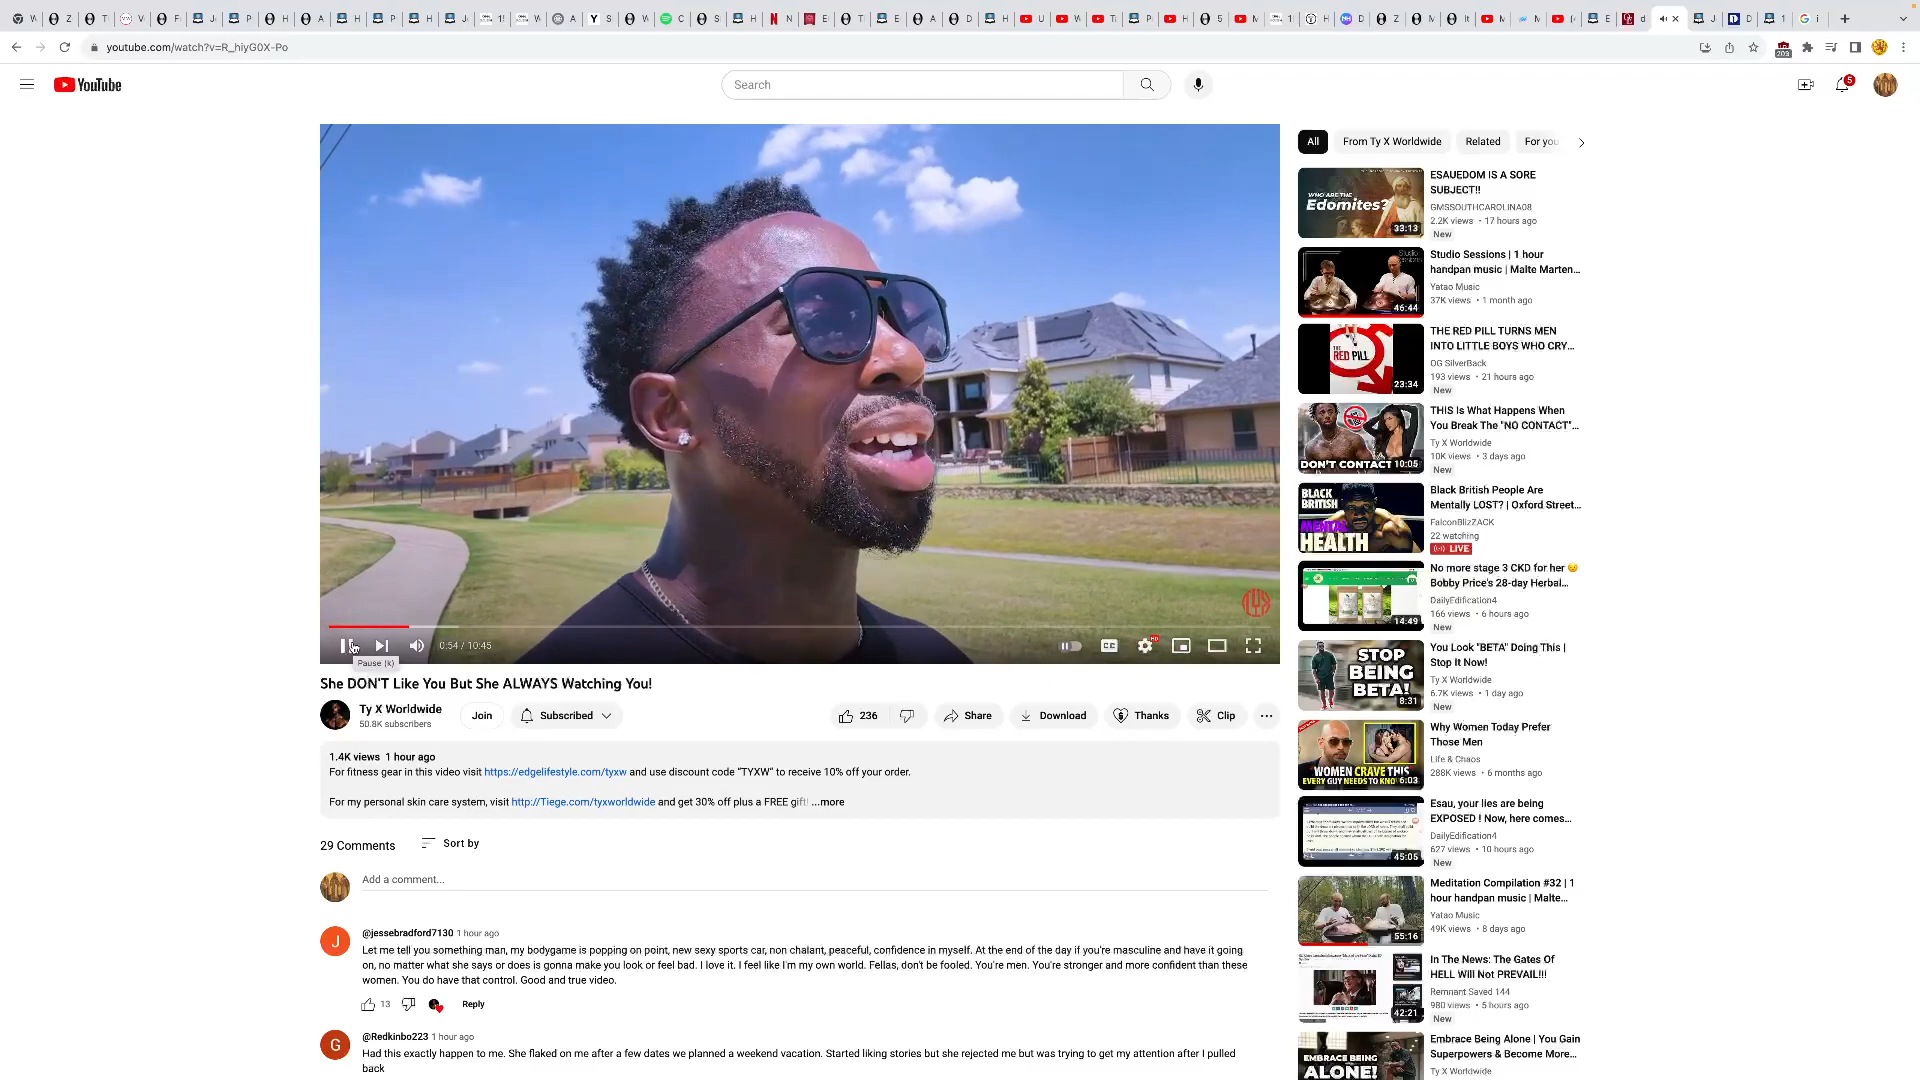 youtube.com/watch?v=R_hiyG0X-Po
209
YouTube
Search
5
0:54 / 10:45
CC
HD
Pause (k)
She DON'T Like You But She ALWAYS Watching You!
Ty X Worldwide
50.8K subscribers
Join
Subscribed
236
Share
Download
Thanks
Clip
1.4K views 1 hour ago
For fitness gear in this video visit https://edgelifestyle.com/tyxw and use discount code "TYXW" to receive 10% off your order.
For my personal skin care system, visit http://Tiege.com/tyxworldwide and get 30% off plus a FREE gift! ...more
29 Comments
Sort by
Add a comment...
J
@jessebradford7130 1 hour ago
Let me tell you something man, my bodygame is popping on point, new sexy sports car, non chalant, peaceful, confidence in myself. At the end of the day if you're masculine and have it going
on, no matter what she says or does is gonna make you look or feel bad. I love it. I feel like I'm my own world. Fellas, don't be fooled. You're men. You're stronger and more confident than these
women. You do have that control. Good and true video.
13
Reply
G
@Redkinbo223 1 hour ago
Had this exactly happen to me. She flaked on me after a few dates we planned a weekend vacation. Started liking stories but she rejected me but was trying to get my attention after I pulled
back
All
From Ty X Worldwide
Related
For you
WHO ARE THE
Edomites?
33:13
ESAUEDOM IS A SORE
SUBJECT!!
GMSSOUTHCAROLINA08
2.2K views • 17 hours ago
New
46:44
Studio Sessions | 1 hour
handpan music | Malte Marten...
Yatao Music
37K views • 1 month ago
THE
RED PILL
23:34
THE RED PILL TURNS MEN
INTO LITTLE BOYS WHO CRY...
OG SilverBack
193 views • 21 hours ago
New
DON'T CONTACT
10:05
THIS Is What Happens When
You Break The "NO CONTACT"...
Ty X Worldwide
10K views • 3 days ago
New
BLACK
BRITISH
MENTAL
HEALTH
Black British People Are
Mentally LOST? | Oxford Street...
FalconBlizZACK
22 watching
LIVE
14:49
No more stage 3 CKD for her
Bobby Price's 28-day Herbal...
DailyEdification4
166 views • 6 hours ago
New
STOP
BEING
BETA!
8:31
You Look "BETA" Doing This |
Stop It Now!
Ty X Worldwide
6.7K views • 1 day ago
New
WOMEN CRAVE THIS
EVERY GUY NEEDS TO KNOW
6:03
Why Women Today Prefer
Those Men
Life & Chaos
288K views • 6 months ago
45:05
Esau, your lies are being
EXPOSED ! Now, here comes...
DailyEdification4
627 views • 10 hours ago
New
55:16
Meditation Compilation #32 | 1
hour handpan music | Malte...
Yatao Music
49K views • 8 days ago
42:21
In The News: The Gates Of
HELL Will Not PREVAIL!!!
Remnant Saved 144
980 views • 5 hours ago
New
EMBRACE BEING
ALONE!
Embrace Being Alone | You Gain
Superpowers & Become More...
Ty X Worldwide